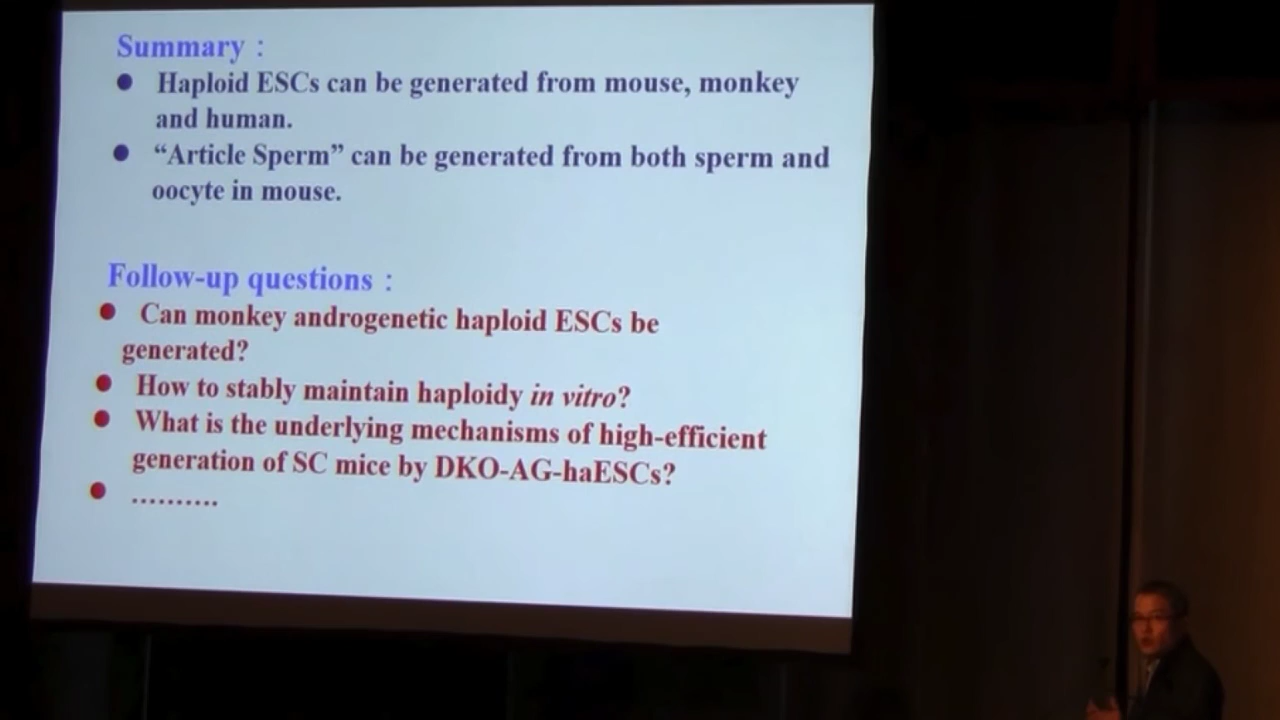 Summary：
● Haploid ESCs can be generated from mouse, monkey
and human.
● “Article Sperm” can be generated from both sperm and
oocyte in mouse.
Follow-up questions：
● Can monkey androgenetic haploid ESCs be
generated?
● How to stably maintain haploidy in vitro?
● What is the underlying mechanisms of high-efficient
generation of SC mice by DKO-AG-haESCs?
● ..........